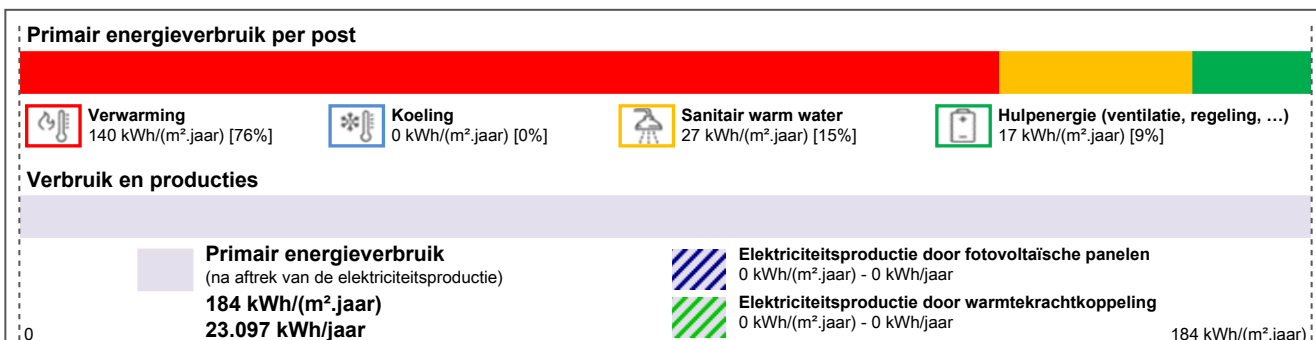 Primair energieverbruik per post
Verwarming
140 kWh/(m².jaar) [76%]
Koeling
0 kWh/(m².jaar) [0%]
Sanitair warm water
27 kWh/(m².jaar) [15%]
Hulpenergie (ventilatie, regeling, …)
17 kWh/(m².jaar) [9%]
Verbruik en producties
Primair energieverbruik
(na aftrek van de elektriciteitsproductie)
184 kWh/(m².jaar)
23.097 kWh/jaar
Elektriciteitsproductie door fotovoltaïsche panelen
0 kWh/(m².jaar) - 0 kWh/jaar
Elektriciteitsproductie door warmtekrachtkoppeling
0 kWh/(m².jaar) - 0 kWh/jaar
0
184 kWh/(m².jaar)